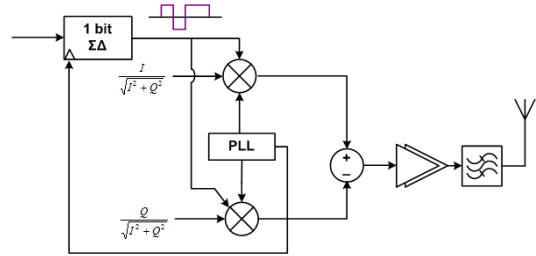 1 bit
ΣΔ
I
√I² + Q²
PLL
+
−
Q
√I² + Q²